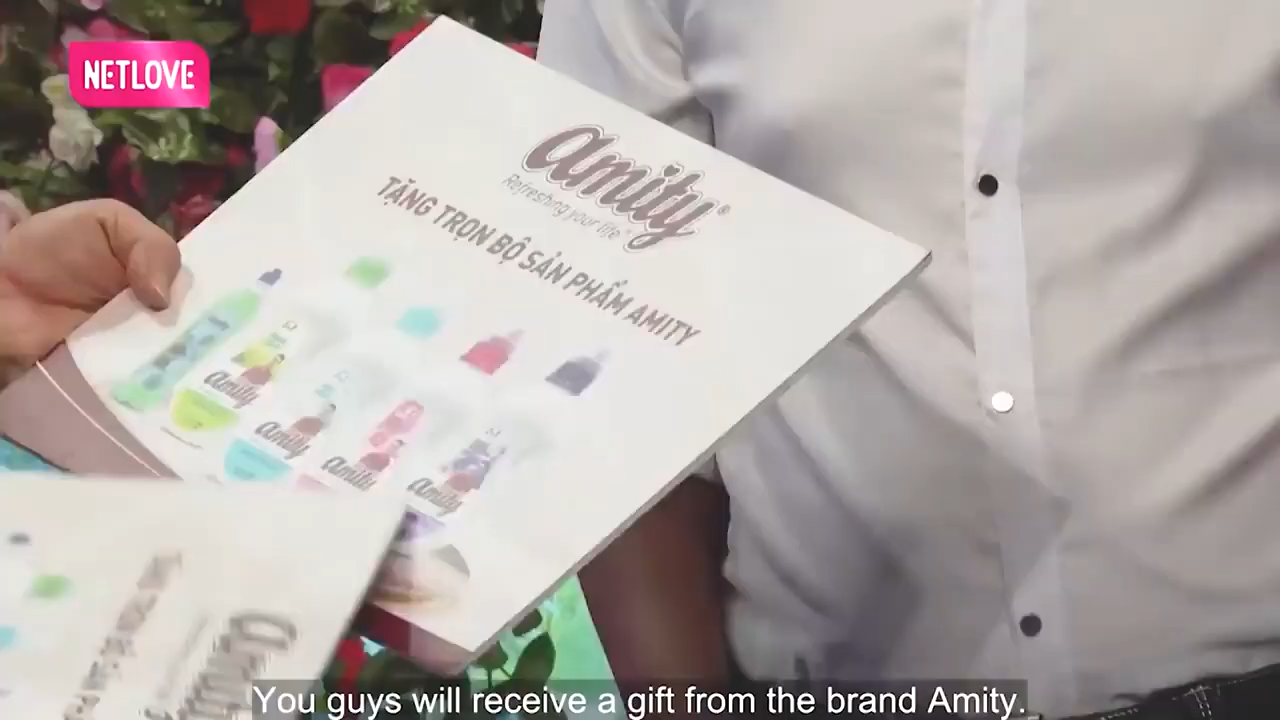 NETLOVE
amity®
Refreshing your life™
TẶNG TRỌN BỘ SẢN PHẨM AMITY
amity
amity
amity
amity
You guys will receive a gift from the brand Amity.